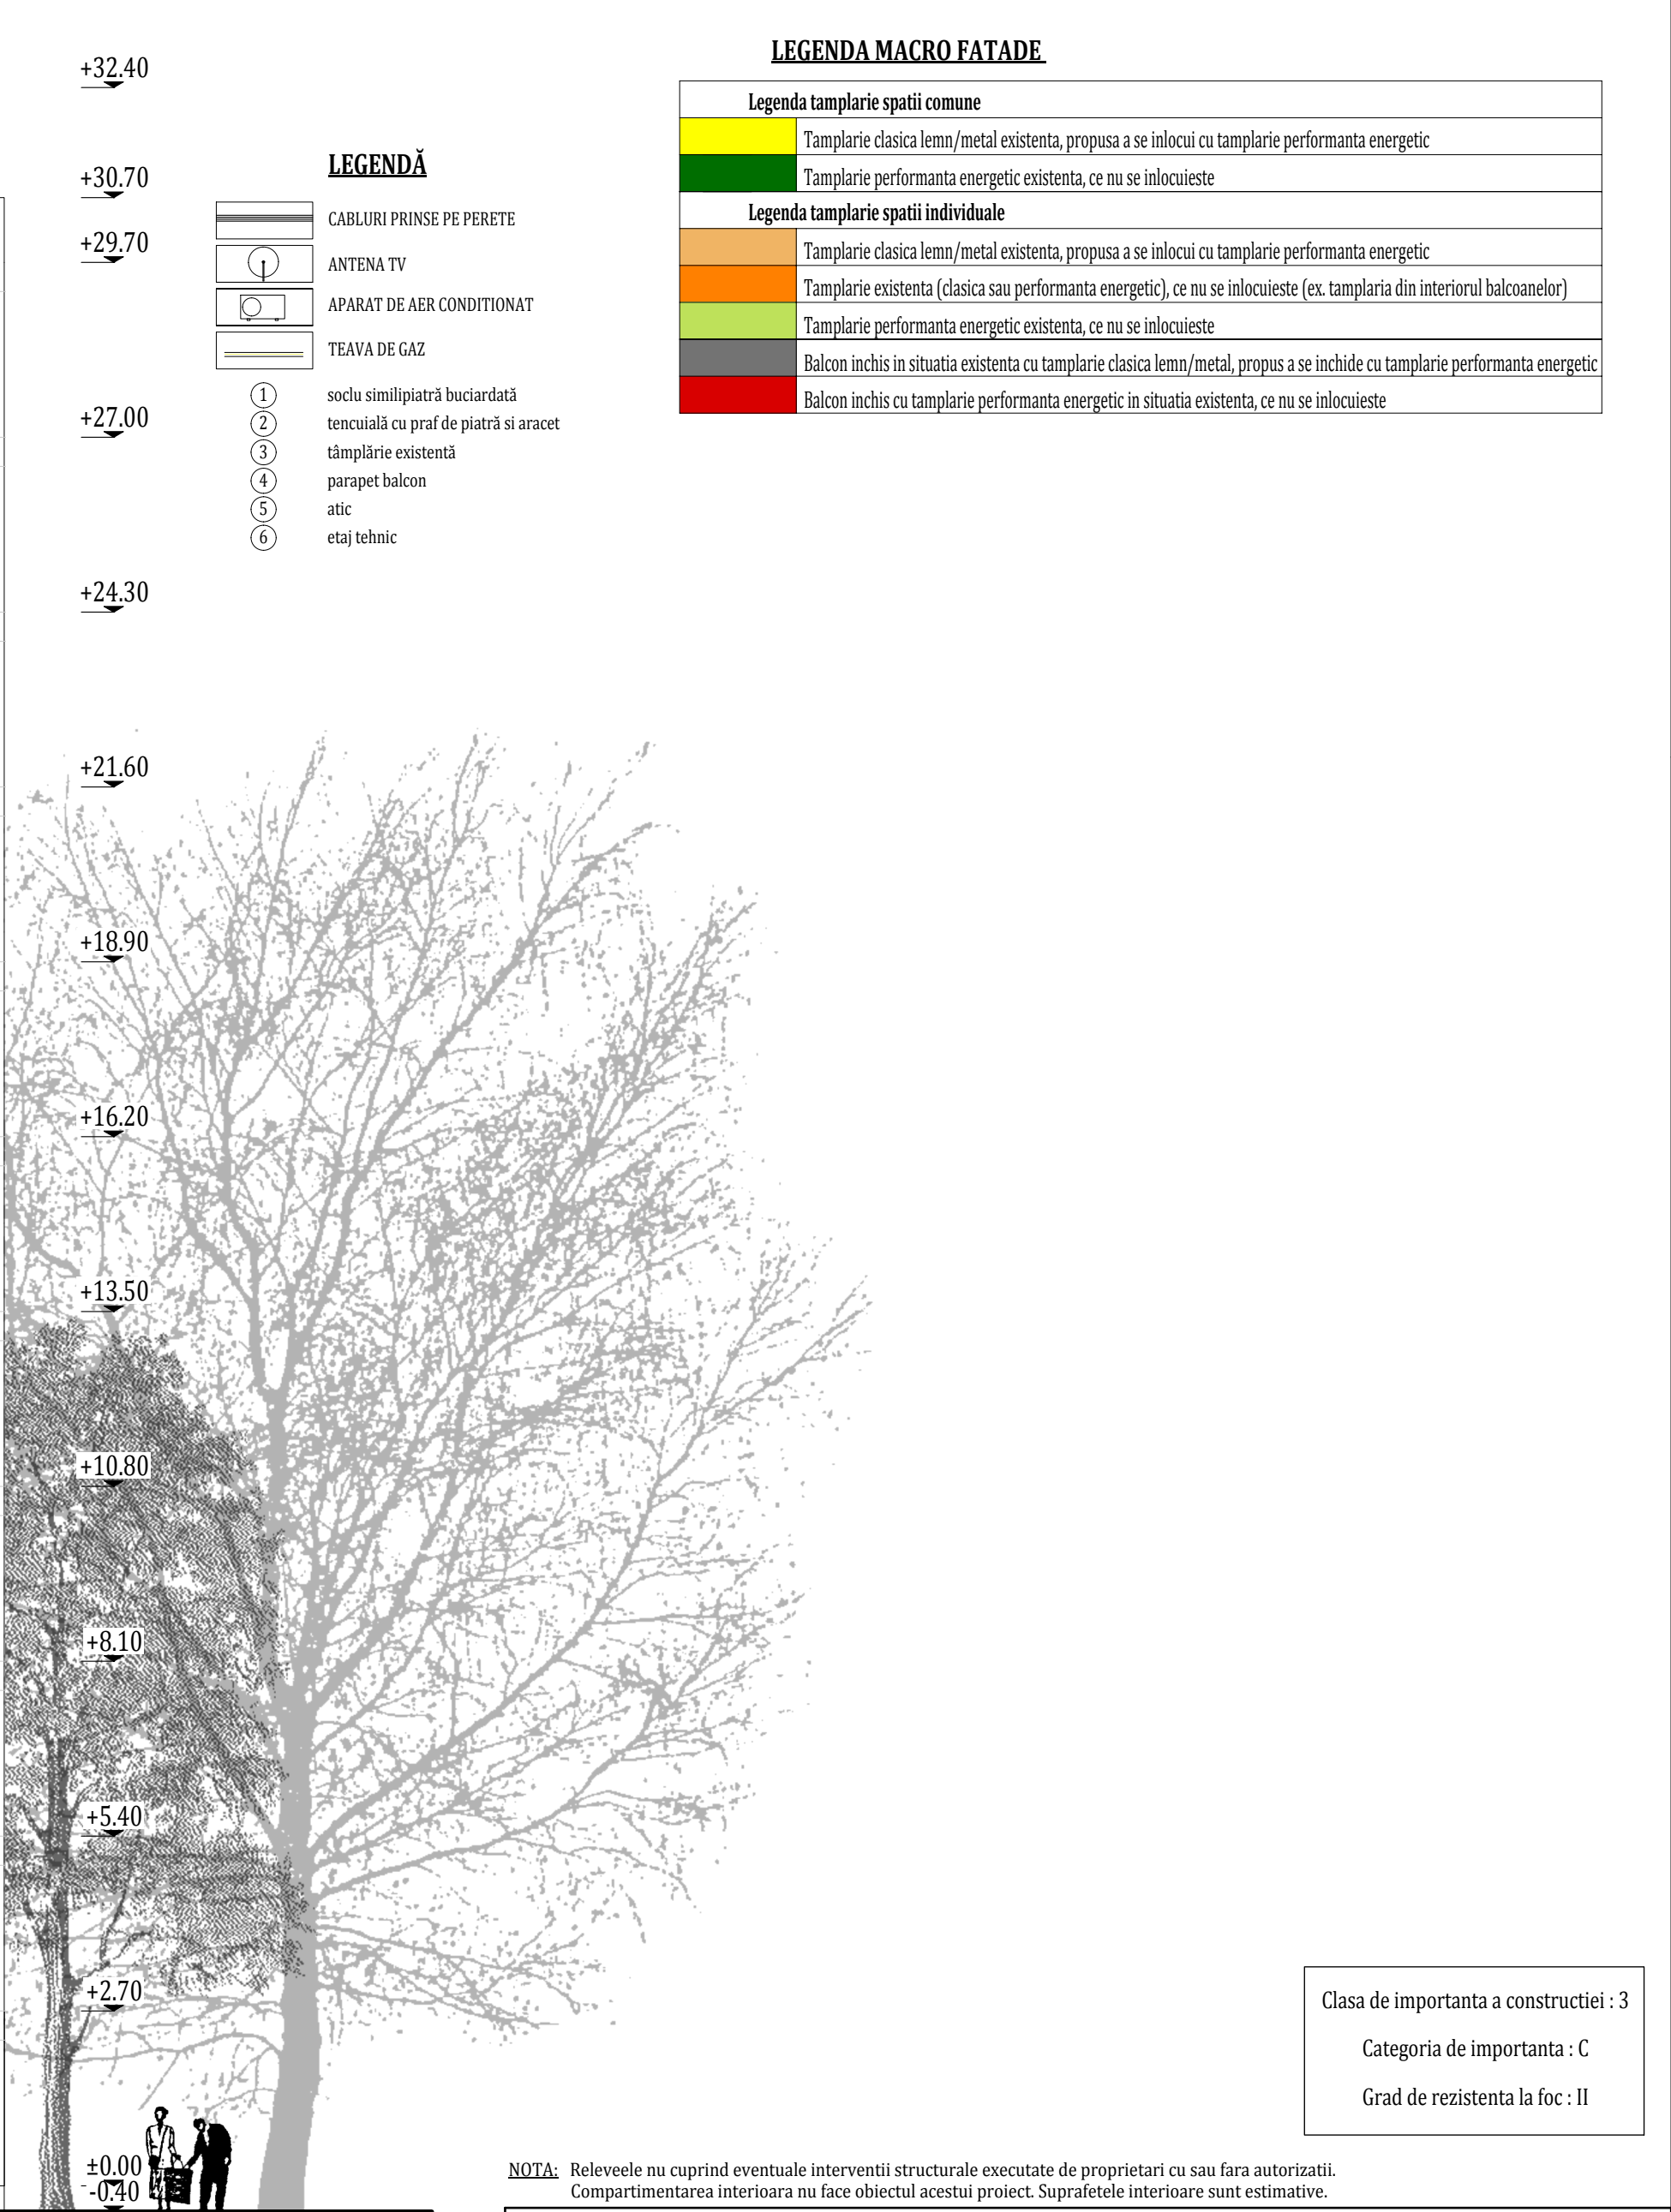 LEGENDA MACRO FATADE
Legenda tamplarie spatii comune
Tamplarie clasica lemn/metal existenta, propusa a se inlocui cu tamplarie performanta energetic
Tamplarie performanta energetic existenta, ce nu se inlocuieste
Legenda tamplarie spatii individuale
Tamplarie clasica lemn/metal existenta, propusa a se inlocui cu tamplarie performanta energetic
Tamplarie existenta (clasica sau performanta energetic), ce nu se inlocuieste (ex. tamplaria din interiorul balcoanelor)
Tamplarie performanta energetic existenta, ce nu se inlocuieste
Balcon inchis in situatia existenta cu tamplarie clasica lemn/metal, propus a se inchide cu tamplarie performanta energetic
Balcon inchis cu tamplarie performanta energetic in situatia existenta, ce nu se inlocuieste
LEGENDĂ
CABLURI PRINSE PE PERETE
ANTENA TV
APARAT DE AER CONDITIONAT
TEAVA DE GAZ
1 soclu similipiatră buciardată
2 tencuială cu praf de piatră si aracet
3 tâmplărie existentă
4 parapet balcon
5 atic
6 etaj tehnic
+32.40
+30.70
+29.70
+27.00
+24.30
+21.60
+18.90
+16.20
+13.50
+10.80
+8.10
+5.40
+2.70
±0.00
-0.40
Clasa de importanta a constructiei : 3
Categoria de importanta : C
Grad de rezistenta la foc : II
NOTA: Releveele nu cuprind eventuale interventii structurale executate de proprietari cu sau fara autorizatii.
Compartimentarea interioara nu face obiectul acestui proiect. Suprafetele interioare sunt estimative.